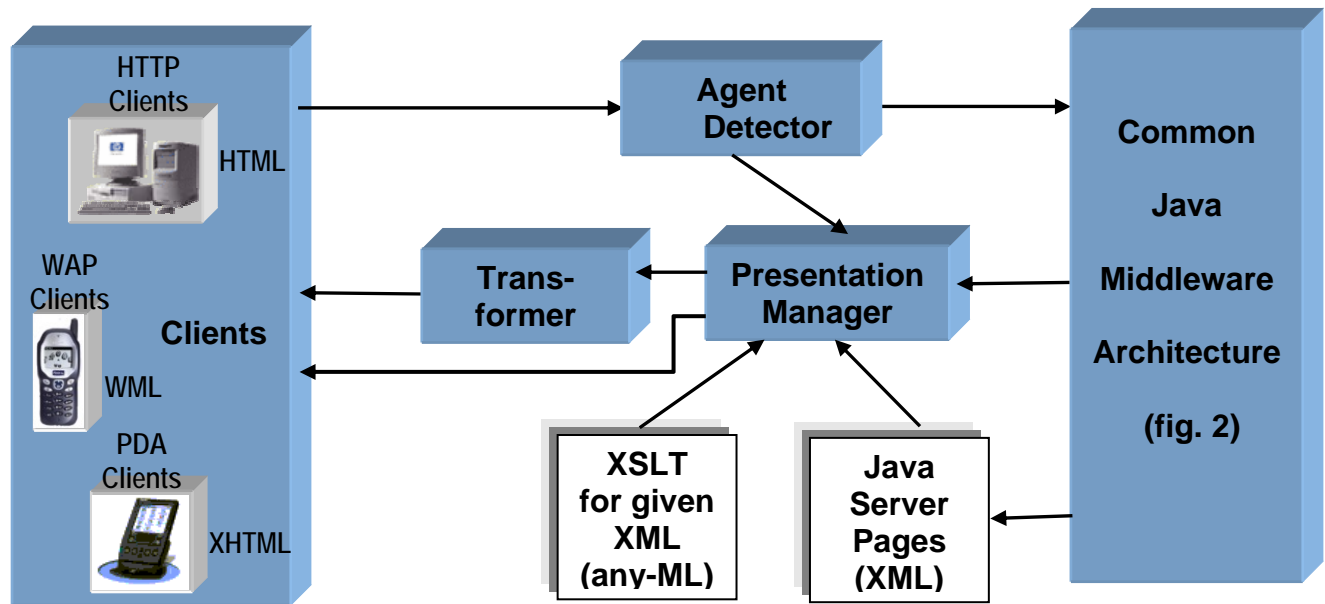 HTTP
Clients
HTML
WAP
Clients
Clients
WML
PDA
Clients
XHTML
Agent
Detector
Trans-
former
Presentation
Manager
XSLT
for given
XML
(any-ML)
Java
Server
Pages
(XML)
Common
Java
Middleware
Architecture
(fig. 2)